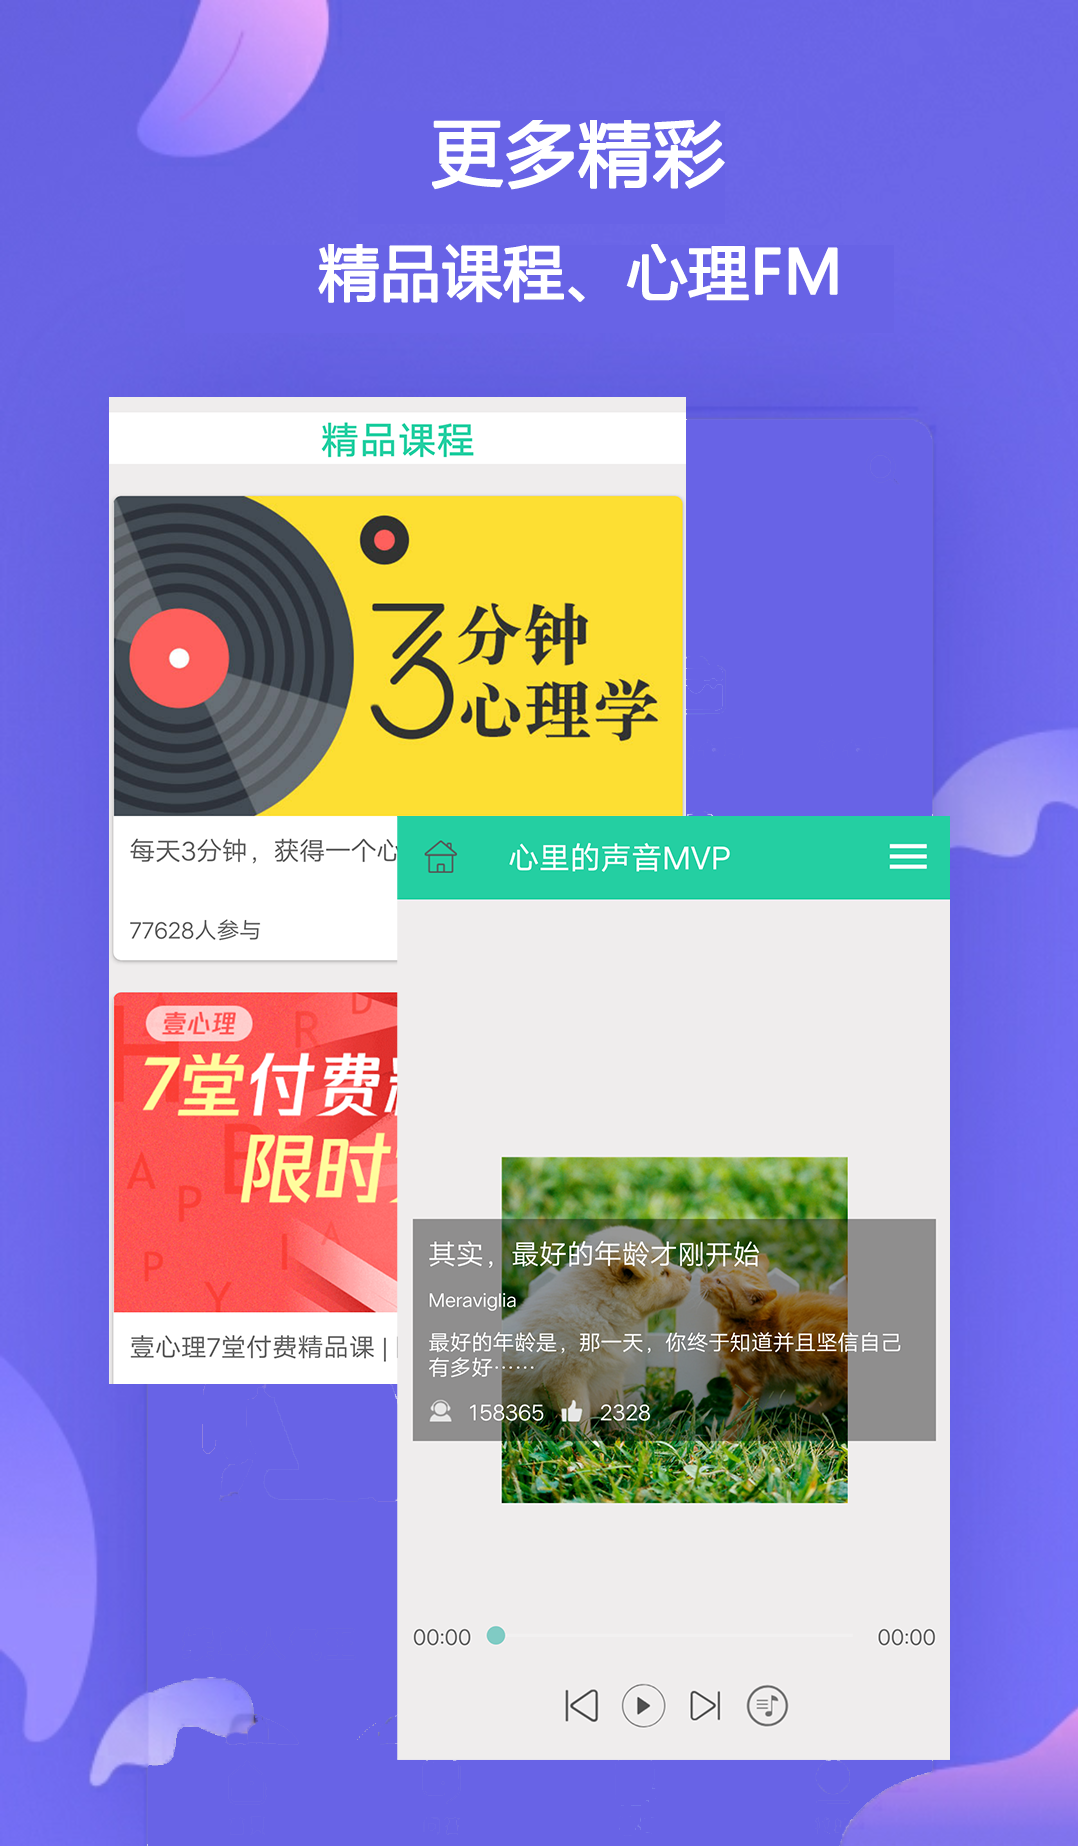 更多精彩
精品课程、心理FM
精品课程
3分钟
心理学
每天3分钟，获得一个心
77628人参与
壹心理
7堂付费
限时
壹心理7堂付费精品课 |
心里的声音MVP
其实，最好的年龄才刚开始
Meraviglia
最好的年龄是，那一天，你终于知道并且坚信自己
有多好……
158365 2328
00:00 00:00